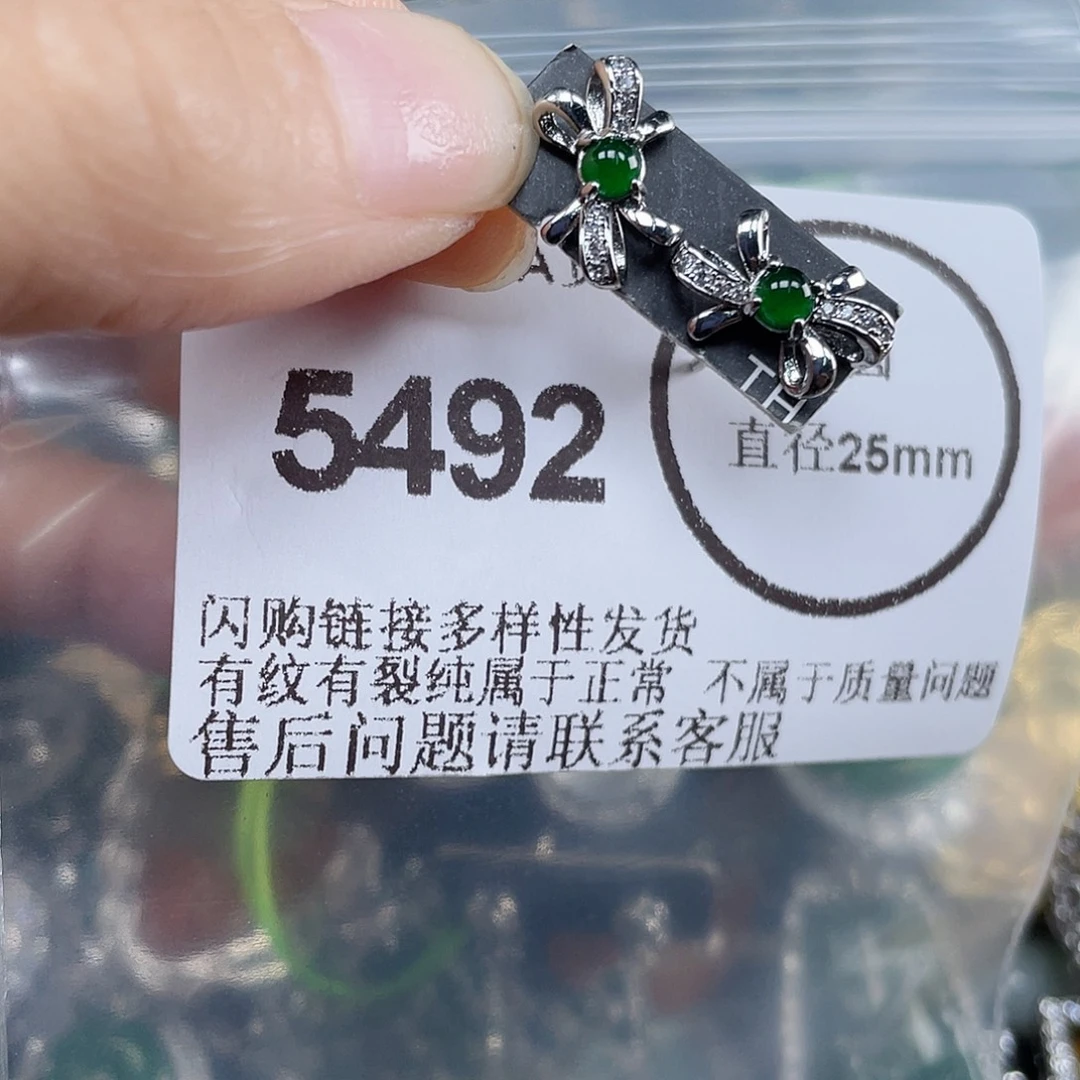 5492
TH
直径25mm
闪购链接多样性发货
有纹有裂纯属于正常 不属于质量问题
售后问题请联系客服